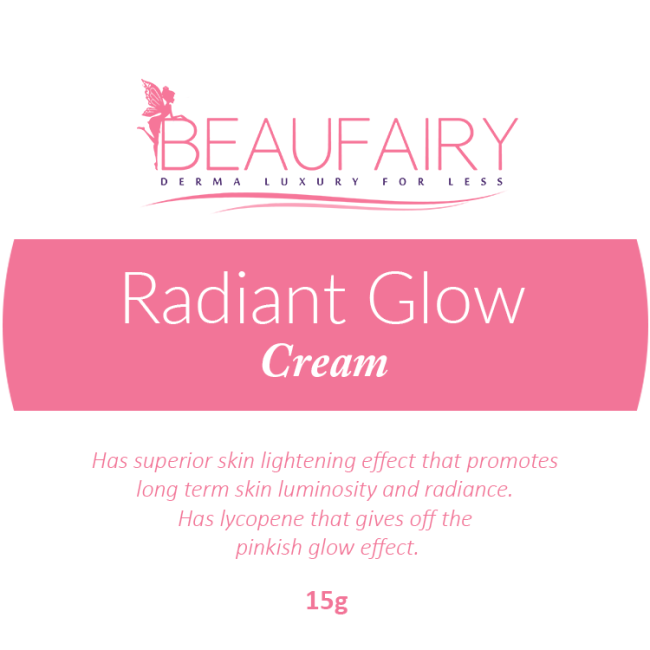 BEAUFAIRY
DERMA LUXURY FOR LESS
Radiant Glow
Cream
Has superior skin lightening effect that promotes
long term skin luminosity and radiance.
Has lycopene that gives off the
pinkish glow effect.
15g